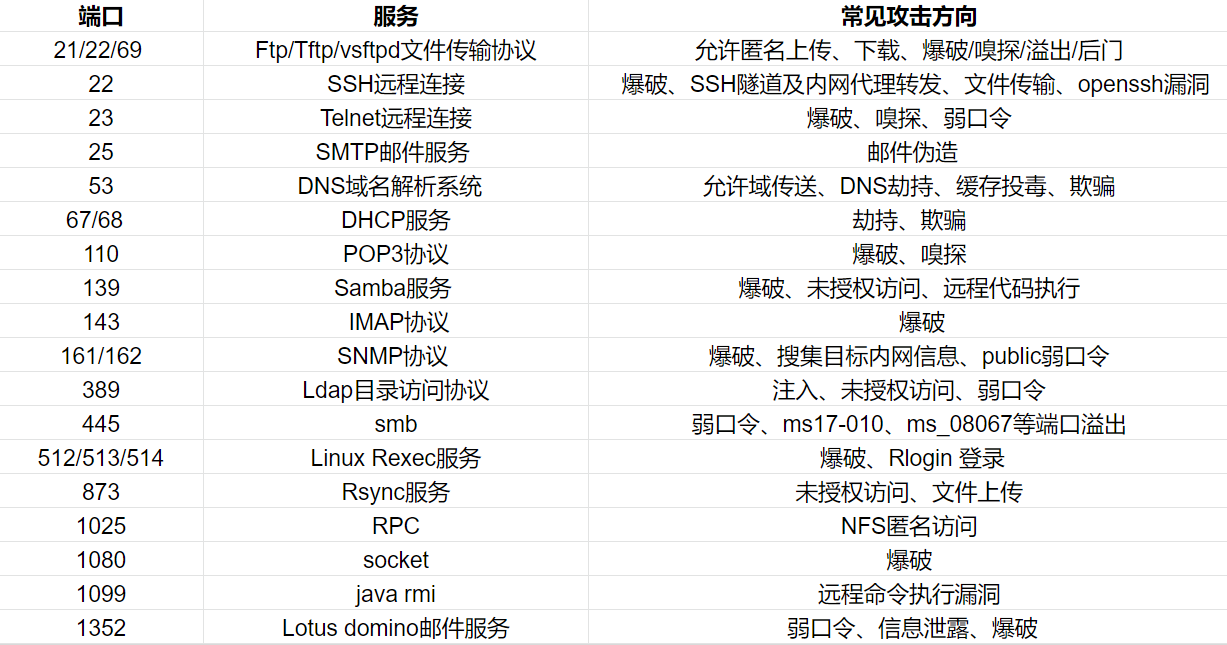 端口 服务 常见攻击方向
21/22/69 Ftp/Tftp/vsftpd文件传输协议 允许匿名上传、下载、爆破/嗅探/溢出/后门
22 SSH远程连接 爆破、SSH隧道及内网代理转发、文件传输、openssh漏洞
23 Telnet远程连接 爆破、嗅探、弱口令
25 SMTP邮件服务 邮件伪造
53 DNS域名解析系统 允许域传送、DNS劫持、缓存投毒、欺骗
67/68 DHCP服务 劫持、欺骗
110 POP3协议 爆破、嗅探
139 Samba服务 爆破、未授权访问、远程代码执行
143 IMAP协议 爆破
161/162 SNMP协议 爆破、搜集目标内网信息、public弱口令
389 Ldap目录访问协议 注入、未授权访问、弱口令
445 smb 弱口令、ms17-010、ms_08067等端口溢出
512/513/514 Linux Rexec服务 爆破、Rlogin 登录
873 Rsync服务 未授权访问、文件上传
1025 RPC NFS匿名访问
1080 socket 爆破
1099 java rmi 远程命令执行漏洞
1352 Lotus domino邮件服务 弱口令、信息泄露、爆破